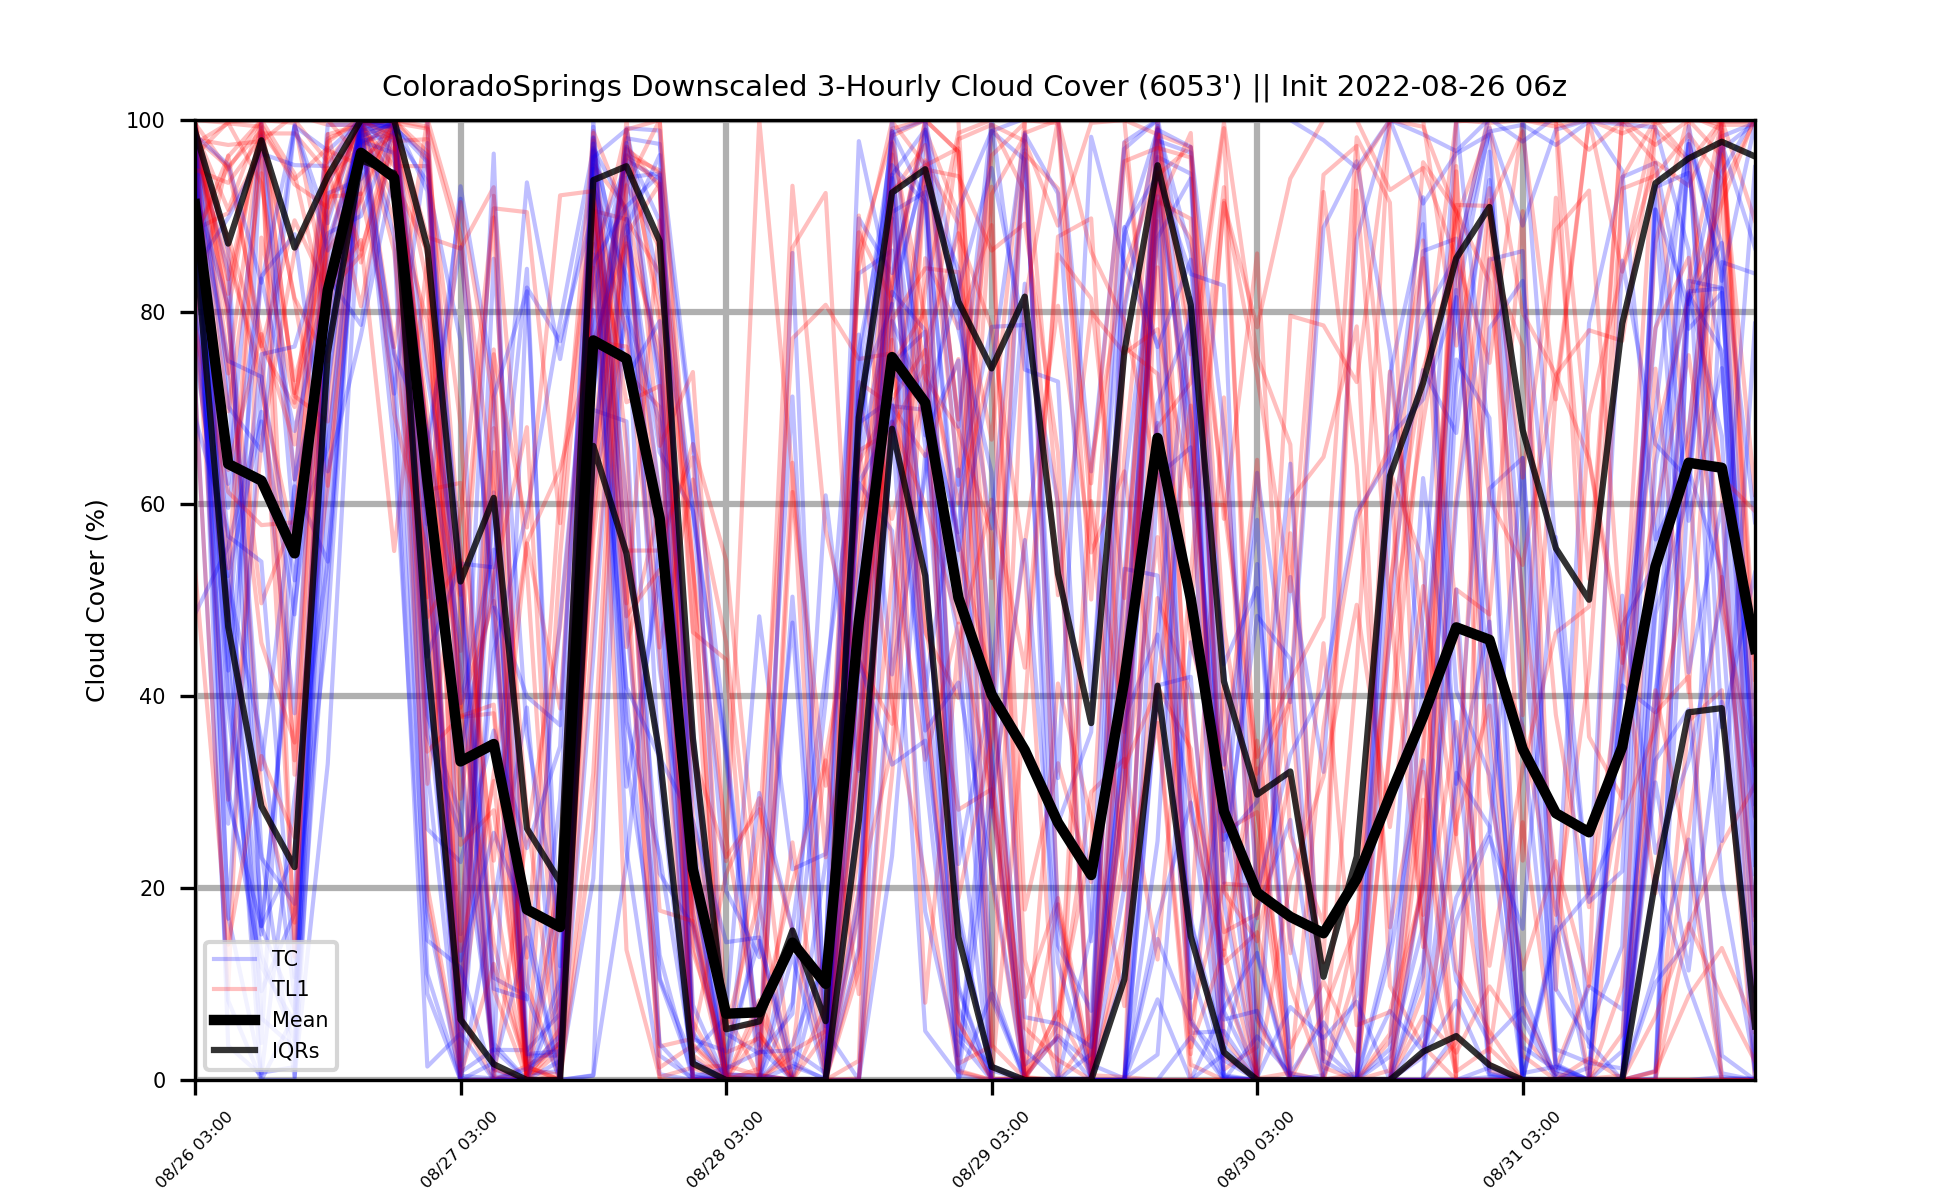 ColoradoSprings Downscaled 3-Hourly Cloud Cover (6053') || Init 2022-08-26 06z
Cloud Cover (%)
100
80
60
40
20
0
TC
TL1
Mean
IQRs
08/26 03:00
08/27 03:00
08/28 03:00
08/29 03:00
08/30 03:00
08/31 03:00